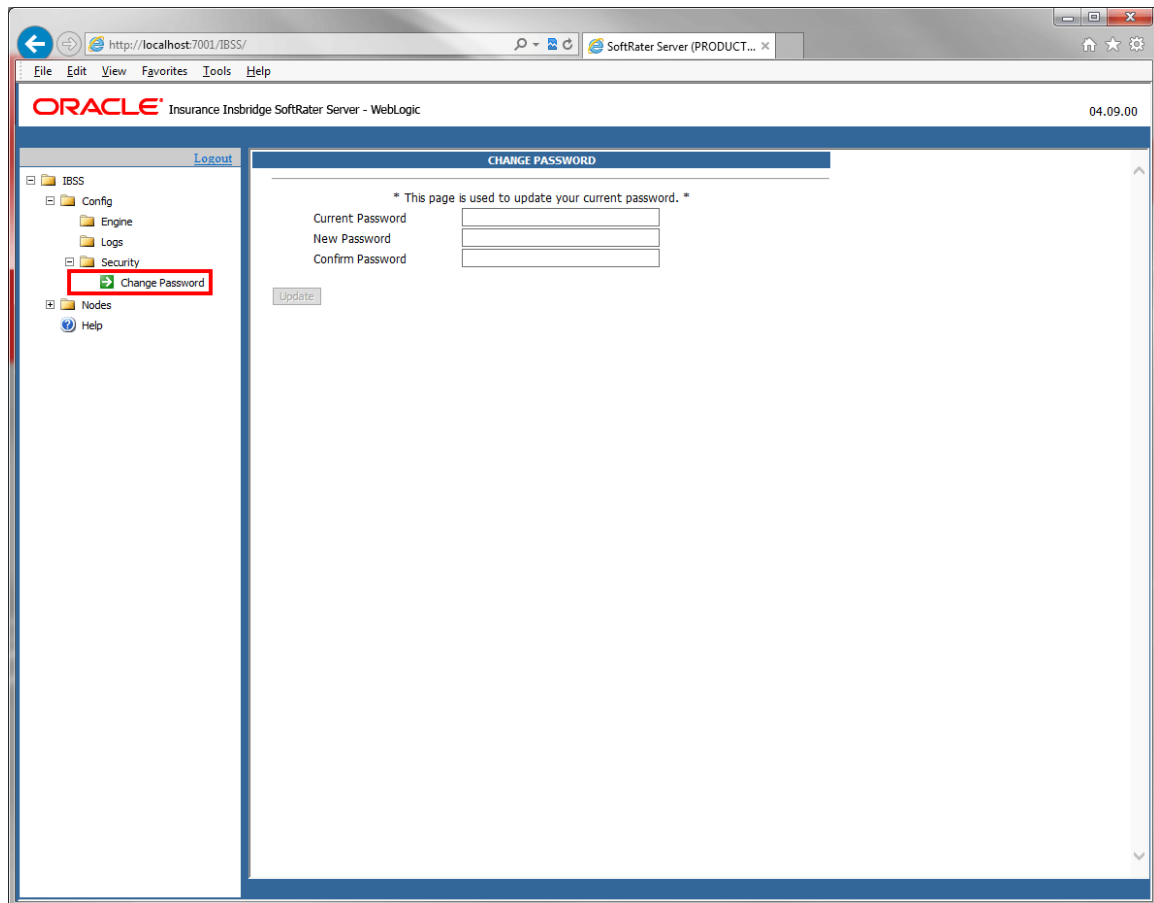 http://localhost:7001/IBSS/
SoftRater Server (PRODUCT...
File Edit View Favorites Tools Help
ORACLE Insurance Insbridge SoftRater Server - WebLogic
04.09.00
Logout
IBSS
Config
Engine
Logs
Security
Change Password
Nodes
Help
CHANGE PASSWORD
* This page is used to update your current password. *
Current Password
New Password
Confirm Password
Update